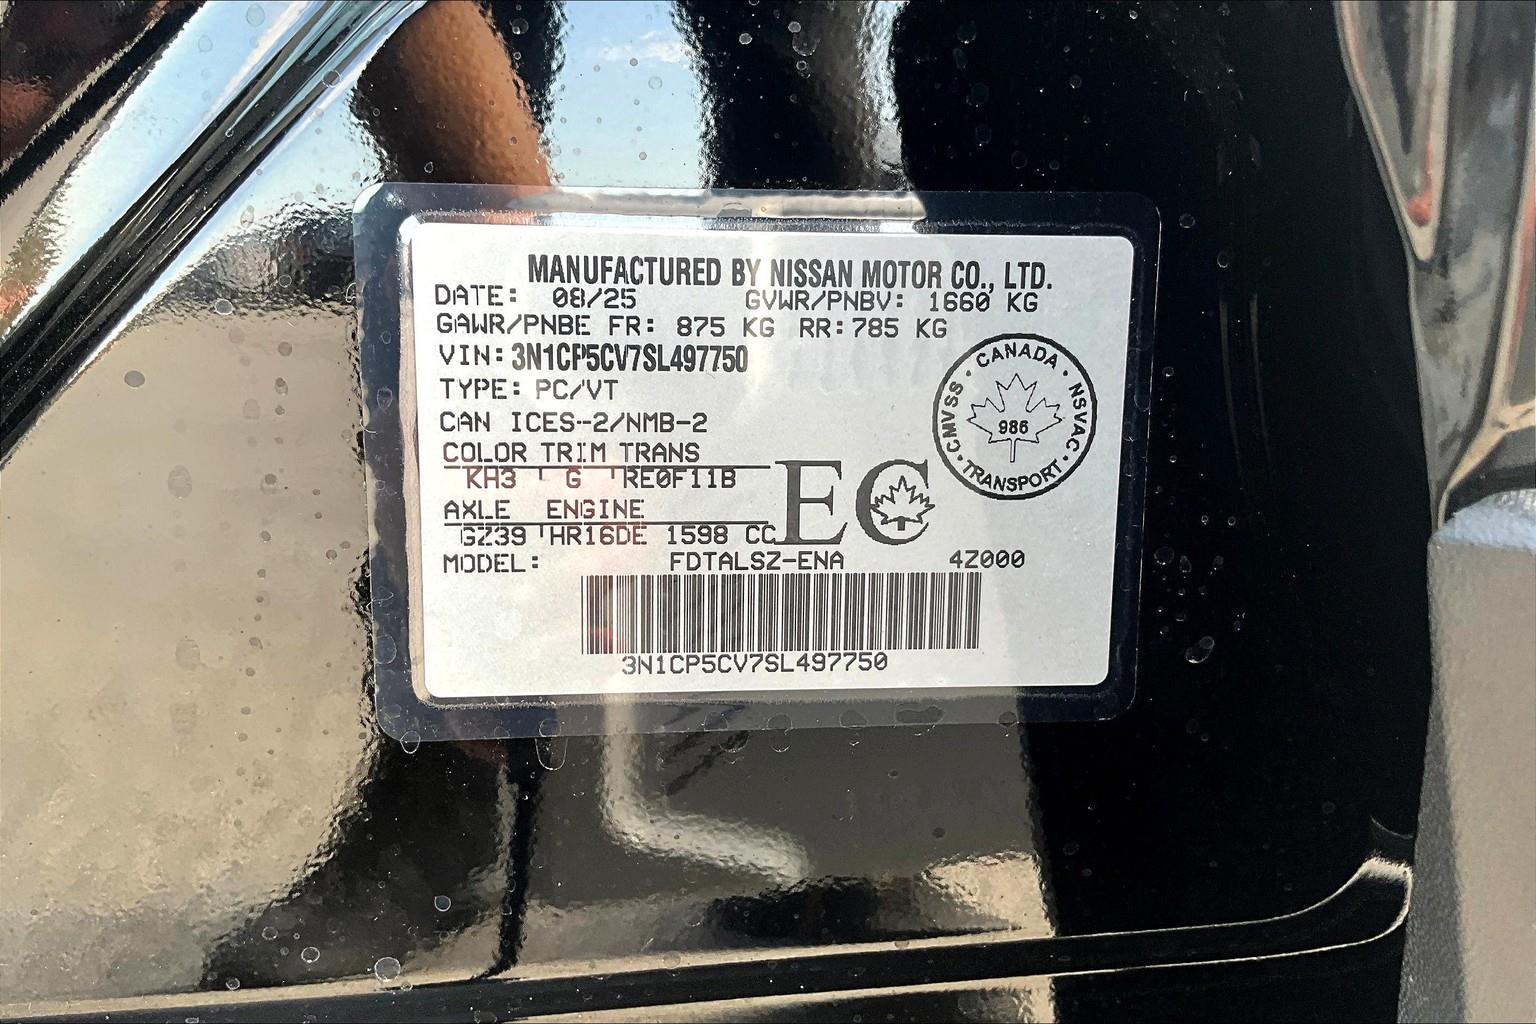 MANUFACTURED BY NISSAN MOTOR CO., LTD.
DATE: 08/25 GVWR/PNBV: 1660 KG
GAWR/PNBE FR: 875 KG RR: 785 KG
VIN: 3N1CP5CV7SL497750
TYPE: PC/VT
CAN ICES-2/NMB-2
COLOR TRIM TRANS
KH3 G RE0F11B
AXLE ENGINE
GZ39 HR16DE 1598 CC
MODEL: FDTALSZ-ENA 4Z000
3N1CP5CV7SL497750
EC
CMVSS · CANADA · NSVAC · TRANSPORT ·
986